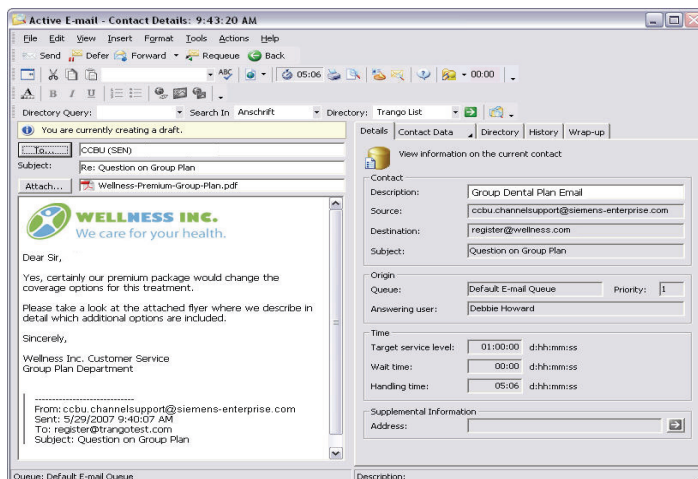 Active E-mail - Contact Details: 9:43:20 AM
File Edit View Insert Format Tools Actions Help
Send Defer Forward Requeue Back
ABC 05:06 00:00
A B I U
Directory Query: Search In Anschrift Directory: Trango List
You are currently creating a draft.
To... CCBU (SEN)
Subject: Re: Question on Group Plan
Attach... Wellness-Premium-Group-Plan.pdf
WELLNESS INC.
We care for your health.
Dear Sir,
Yes, certainly our premium package would change the
coverage options for this treatment.
Please take a look at the attached flyer where we describe in
detail which additional options are included.
Sincerely,
Wellness Inc. Customer Service
Group Plan Department
----------------------------
From: ccbu.channelsupport@siemens-enterprise.com
Sent: 5/29/2007 9:40:07 AM
To: register@trangotest.com
Subject: Question on Group Plan
Queue: Default E-mail Queue
Details Contact Data Directory History Wrap-up
View information on the current contact
Contact
Description: Group Dental Plan Email
Source: ccbu.channelsupport@siemens-enterprise.com
Destination: register@wellness.com
Subject: Question on Group Plan
Origin
Queue: Default E-mail Queue Priority: 1
Answering user: Debbie Howard
Time
Target service level: 01:00:00 d:hh:mm:ss
Wait time: 00:00 d:hh:mm:ss
Handling time: 05:06 d:hh:mm:ss
Supplemental Information
Address:
Description: